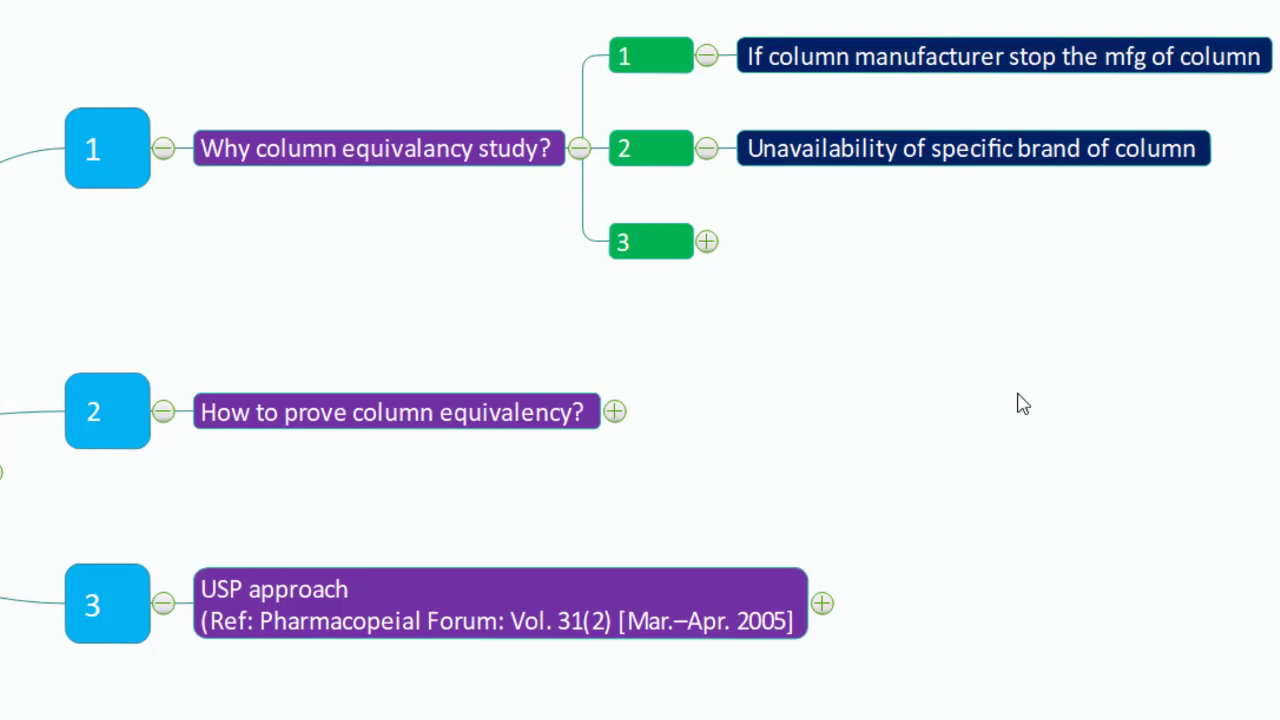 1
Why column equivalancy study?
1
If column manufacturer stop the mfg of column
2
Unavailability of specific brand of column
3
2
How to prove column equivalency?
3
USP approach
(Ref: Pharmacopeial Forum: Vol. 31(2) [Mar.–Apr. 2005]